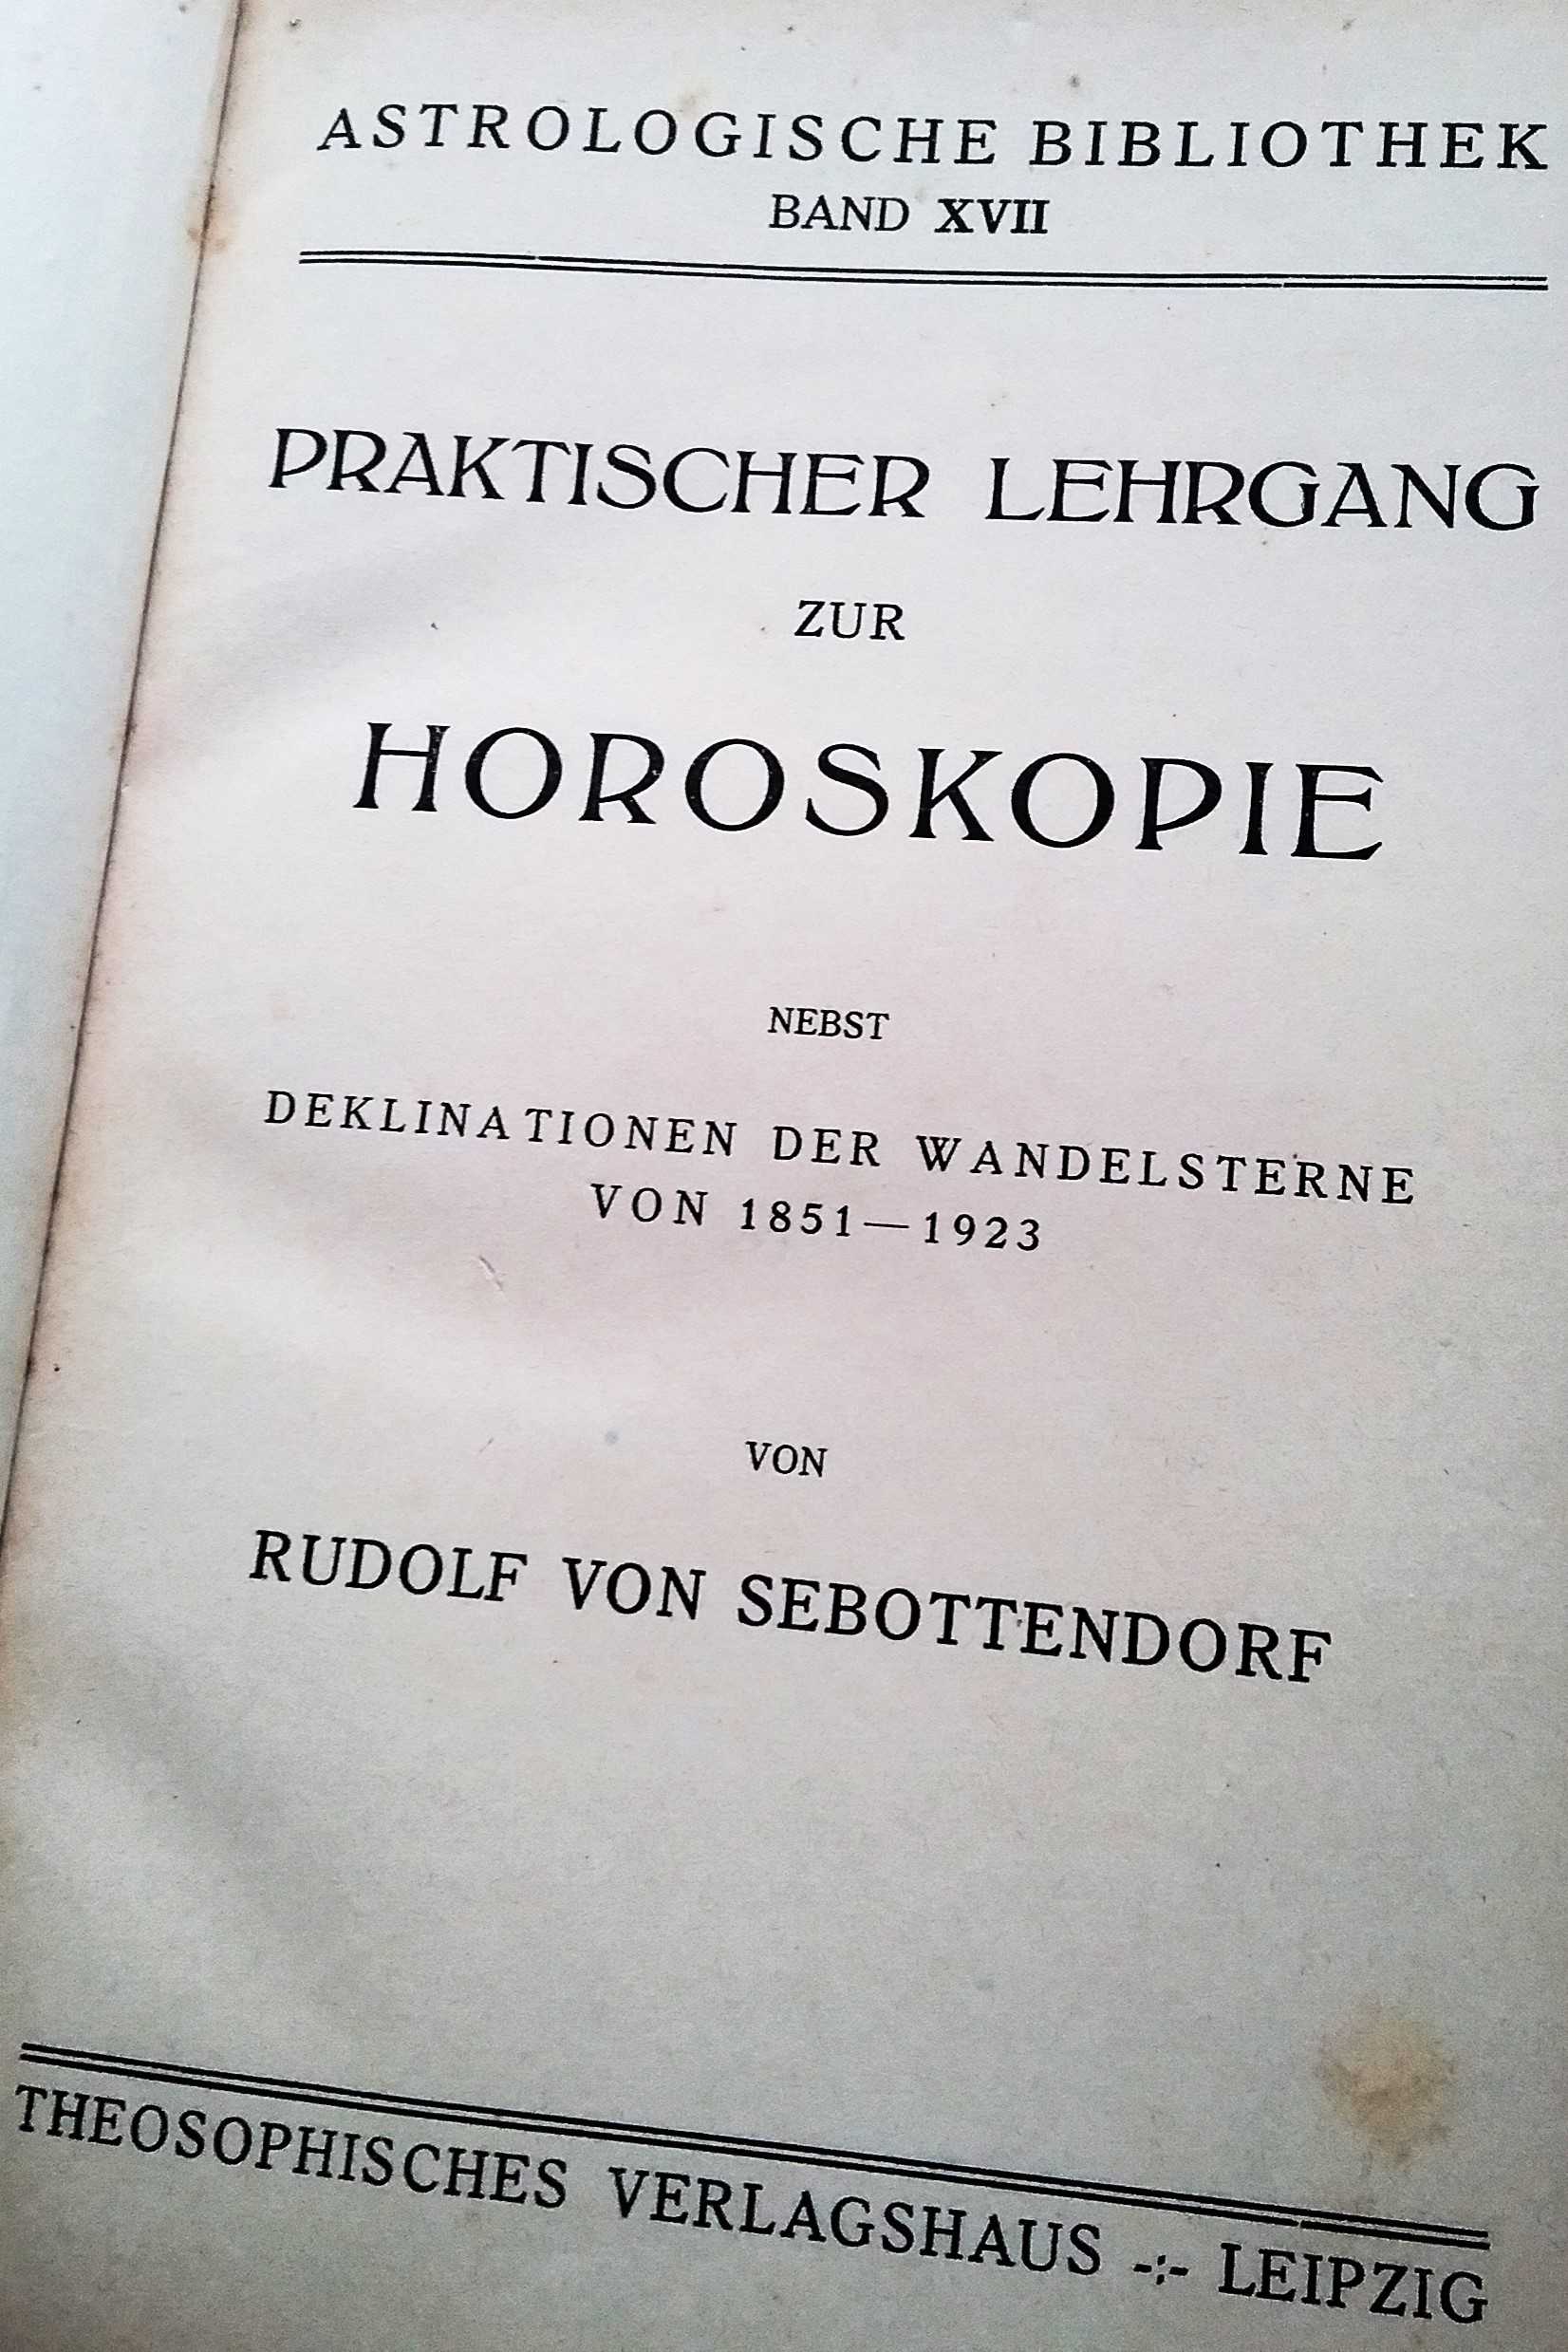 ASTROLOGISCHE BIBLIOTHEK
BAND XVII
PRAKTISCHER LEHRGANG
ZUR
HOROSKOPIE
NEBST
DEKLINATIONEN DER WANDELSTERNE
VON 1851—1923
VON
RUDOLF VON SEBOTTENDORF
THEOSOPHISCHES VERLAGSHAUS -:- LEIPZIG